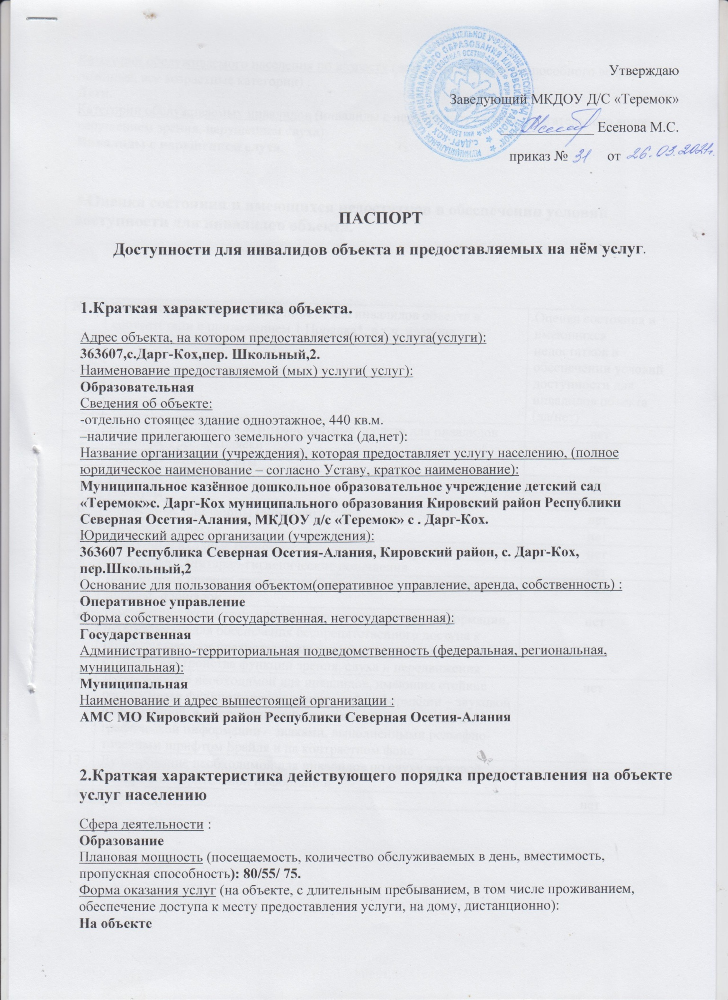 Утверждаю
Заведующий МКДОУ Д/С «Теремок»
Есенова М.С.
приказ № 31 от 26.03.2021г.
ПАСПОРТ
Доступности для инвалидов объекта и предоставляемых на нём услуг.
1.Краткая характеристика объекта.
Адрес объекта, на котором предоставляется(ются) услуга(услуги):
363607,с.Дарг-Кох,пер. Школьный,2.
Наименование предоставляемой (мых) услуги( услуг):
Образовательная
Сведения об объекте:
-отдельно стоящее здание одноэтажное, 440 кв.м.
–наличие прилегающего земельного участка (да,нет):
Название организации (учреждения), которая предоставляет услугу населению, (полное
юридическое наименование – согласно Уставу, краткое наименование):
Муниципальное казённое дошкольное образовательное учреждение детский сад
«Теремок»с. Дарг-Кох муниципального образования Кировский район Республики
Северная Осетия-Алания, МКДОУ д/с «Теремок» с . Дарг-Кох.
Юридический адрес организации (учреждения):
363607 Республика Северная Осетия-Алания, Кировский район, с. Дарг-Кох,
пер.Школьный,2
Основание для пользования объектом(оперативное управление, аренда, собственность) :
Оперативное управление
Форма собственности (государственная, негосударственная):
Государственная
Административно-территориальная подведомственность (федеральная, региональная,
муниципальная):
Муниципальная
Наименование и адрес вышестоящей организации :
АМС МО Кировский район Республики Северная Осетия-Алания
2.Краткая характеристика действующего порядка предоставления на объекте
услуг населению
Сфера деятельности :
Образование
Плановая мощность (посещаемость, количество обслуживаемых в день, вместимость,
пропускная способность): 80/55/ 75.
Форма оказания услуг (на объекте, с длительным пребыванием, в том числе проживанием,
обеспечение доступа к месту предоставления услуги, на дому, дистанционно):
На объекте